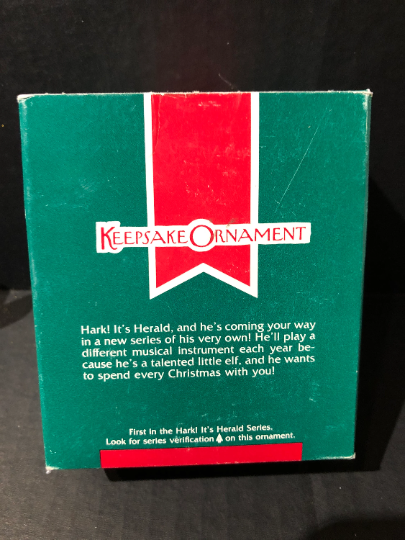 KEEPSAKE ORNAMENT
Hark! It's Herald, and he's coming your way
in a new series of his very own! He'll play a
different musical instrument each year be-
cause he's a talented little elf, and he wants
to spend every Christmas with you!
First in the Hark! It's Herald Series.
Look for series verification on this ornament.